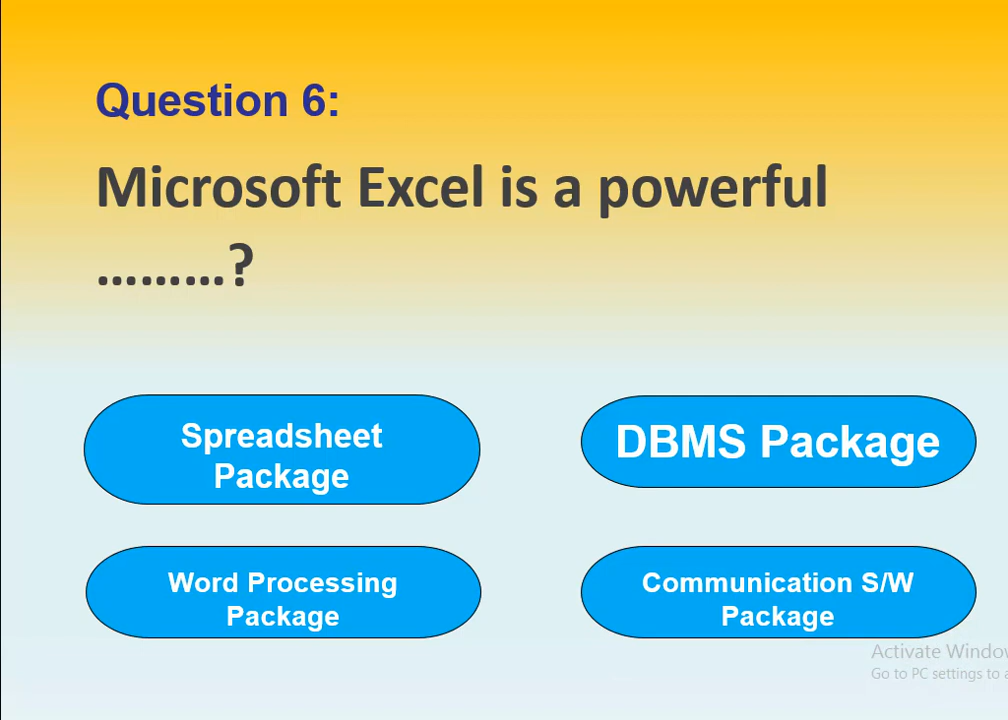 Question 6:
Microsoft Excel is a powerful
.........?
Spreadsheet
Package
DBMS Package
Word Processing
Package
Communication S/W
Package
Activate
Go to PC settings to